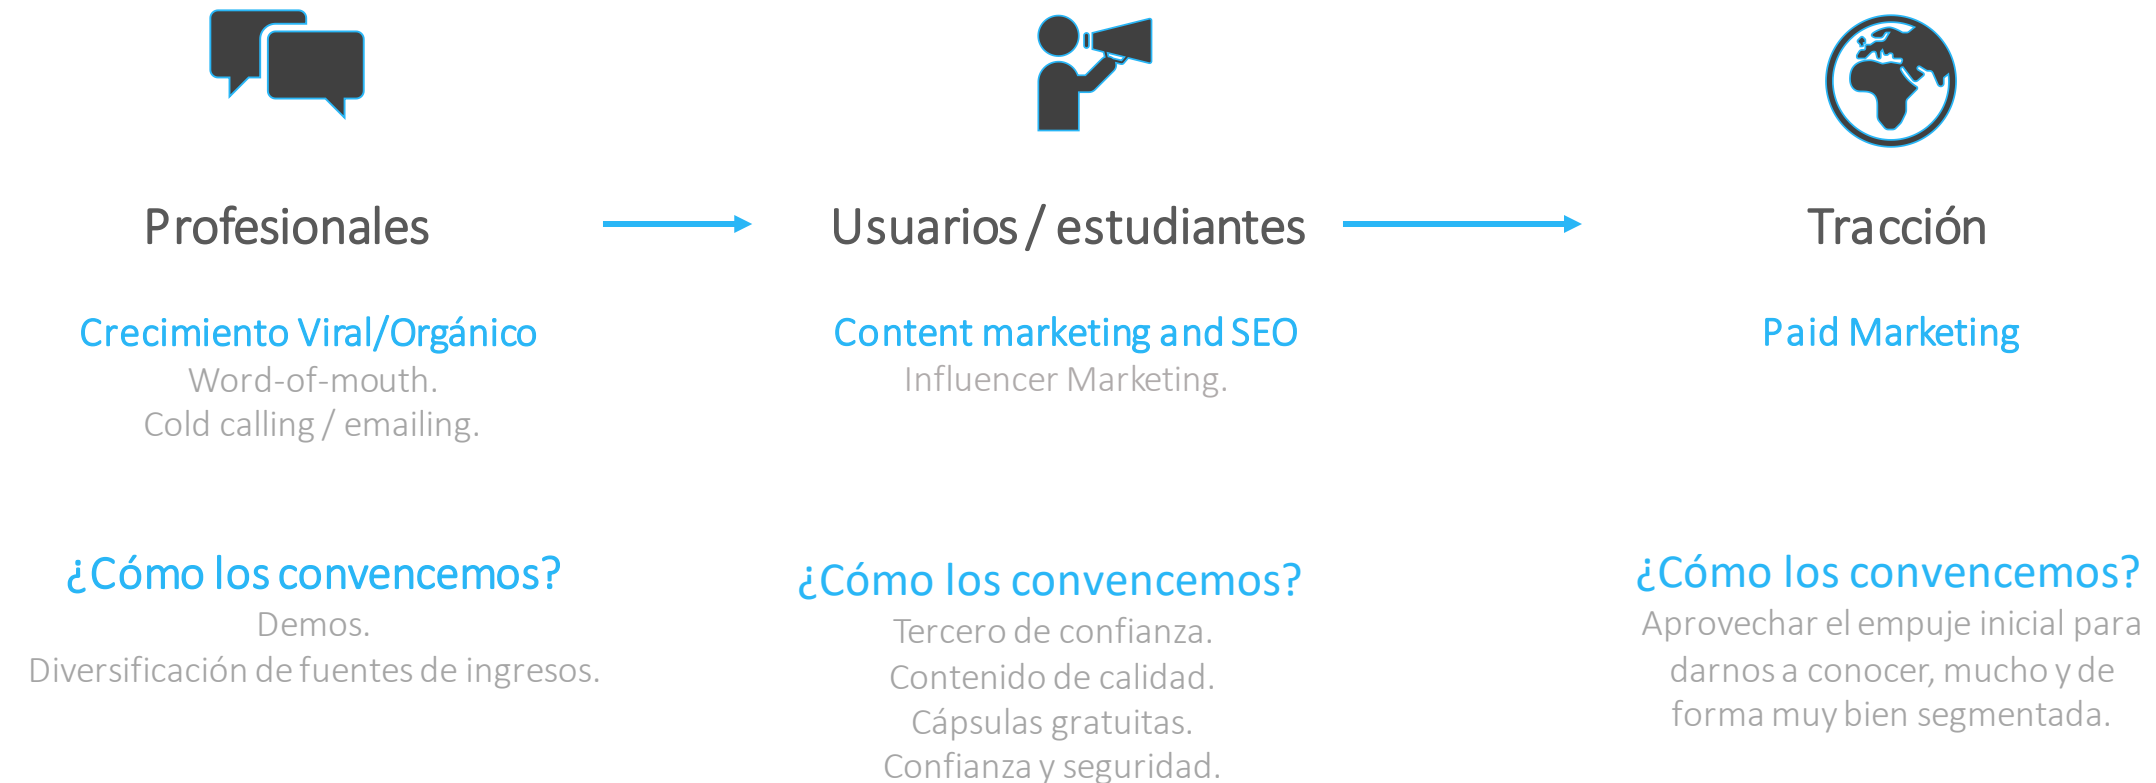 Profesionales
Crecimiento Viral/Orgánico
Word-of-mouth.
Cold calling / emailing.
¿Cómo los convencemos?
Demos.
Diversificación de fuentes de ingresos.
Usuarios / estudiantes
Content marketing and SEO
Influencer Marketing.
¿Cómo los convencemos?
Tercero de confianza.
Contenido de calidad.
Cápsulas gratuitas.
Confianza y seguridad.
Tracción
Paid Marketing
¿Cómo los convencemos?
Aprovechar el empuje inicial para
darnos a conocer, mucho y de
forma muy bien segmentada.